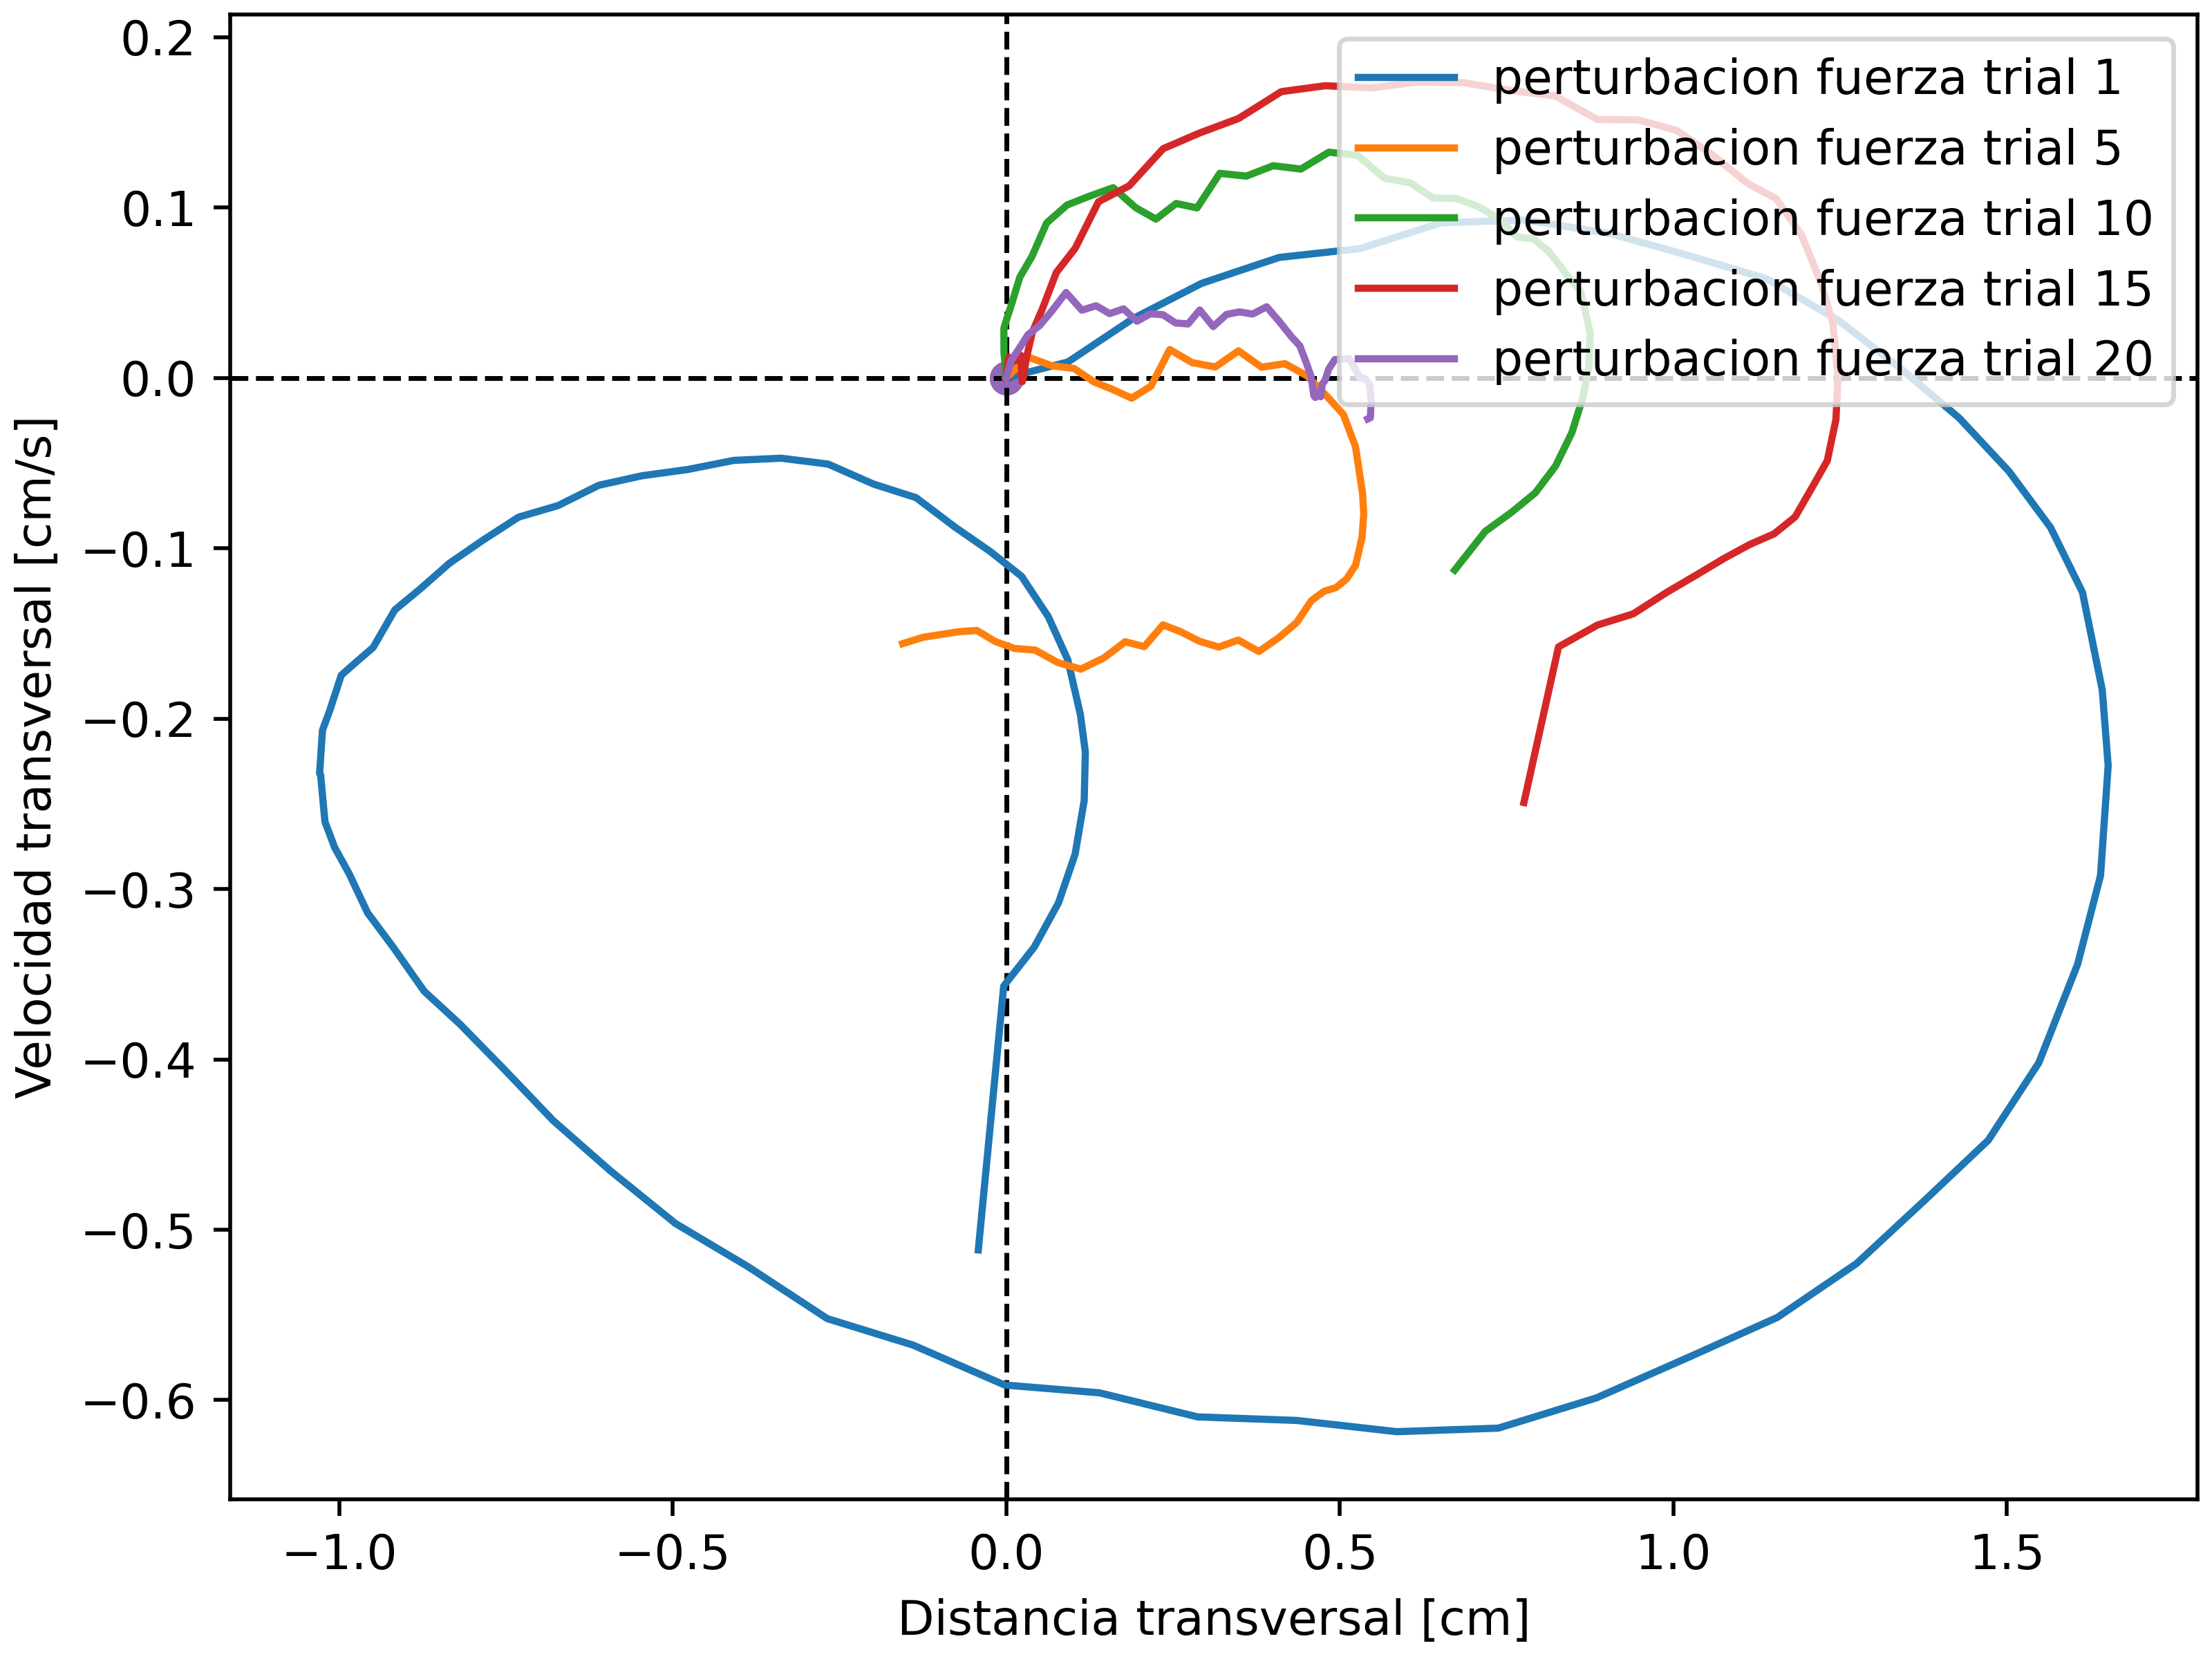 0.2
0.1
0.0
−0.1
−0.2
−0.3
−0.4
−0.5
−0.6
Velocidad transversal [cm/s]
perturbacion fuerza trial 1
perturbacion fuerza trial 5
perturbacion fuerza trial 10
perturbacion fuerza trial 15
perturbacion fuerza trial 20
−1.0 −0.5 0.0 0.5 1.0 1.5
Distancia transversal [cm]